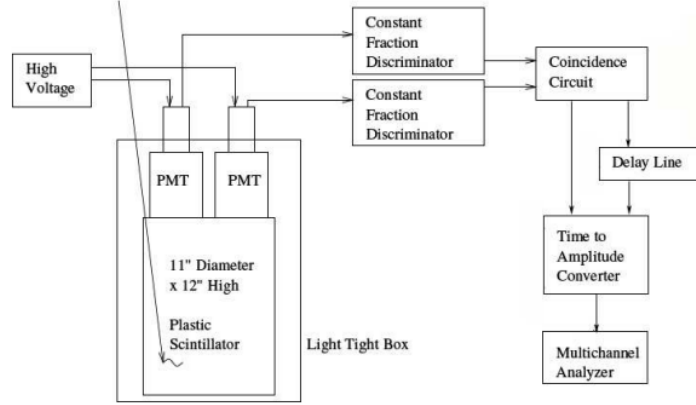 High
Voltage
Constant
Fraction
Discriminator
Constant
Fraction
Discriminator
Coincidence
Circuit
Delay Line
PMT
PMT
11" Diameter
x 12" High
Plastic
Scintillator
Light Tight Box
Time to
Amplitude
Converter
Multichannel
Analyzer